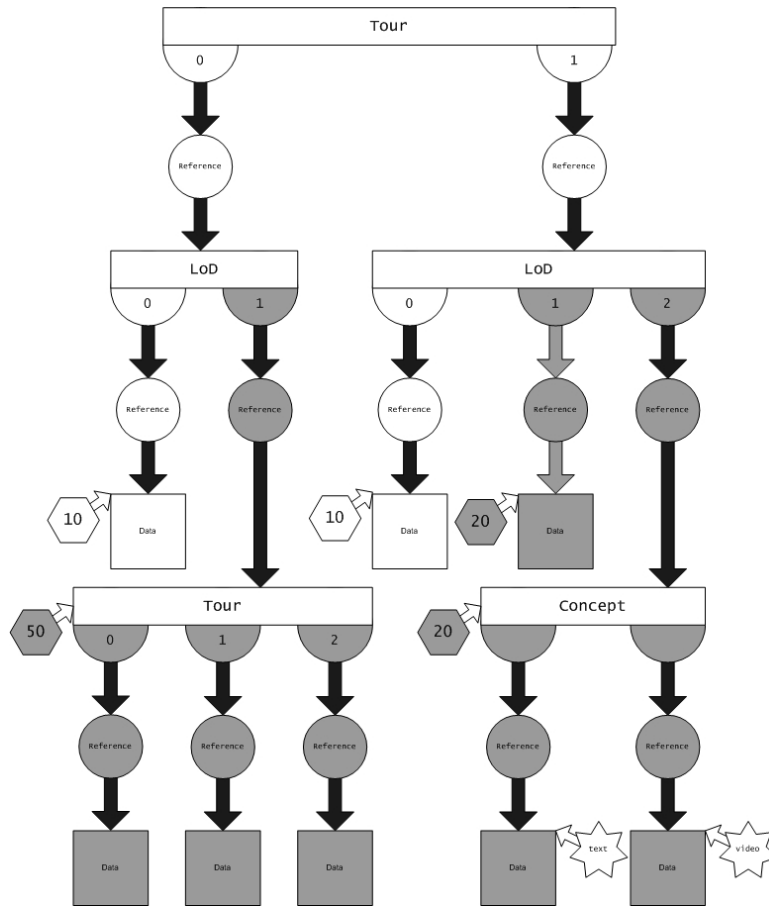 Tour
0 1
Reference Reference
LoD LoD
0 1 0 1 2
Reference Reference Reference Reference Reference
10 Data 10 Data 20 Data
50 Tour 20 Concept
0 1 2
Reference Reference Reference Reference Reference
Data Data Data Data text Data video